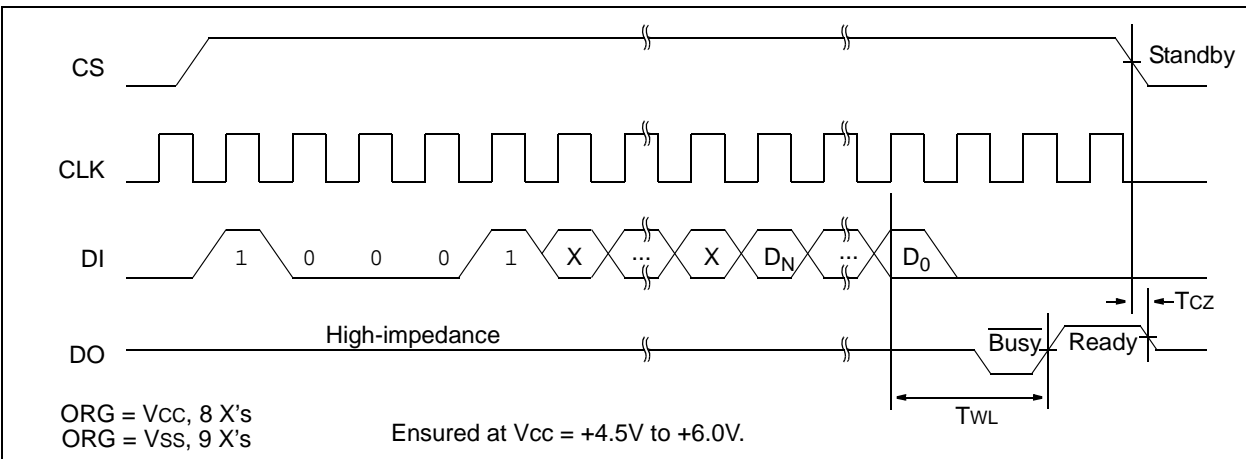 CS
Standby
CLK
DI
1 0 0 0 1 X ... X DN ... D0
TCZ
High-impedance
DO
Busy Ready
TWL
ORG = VCC, 8 X's
ORG = VSS, 9 X's
Ensured at Vcc = +4.5V to +6.0V.